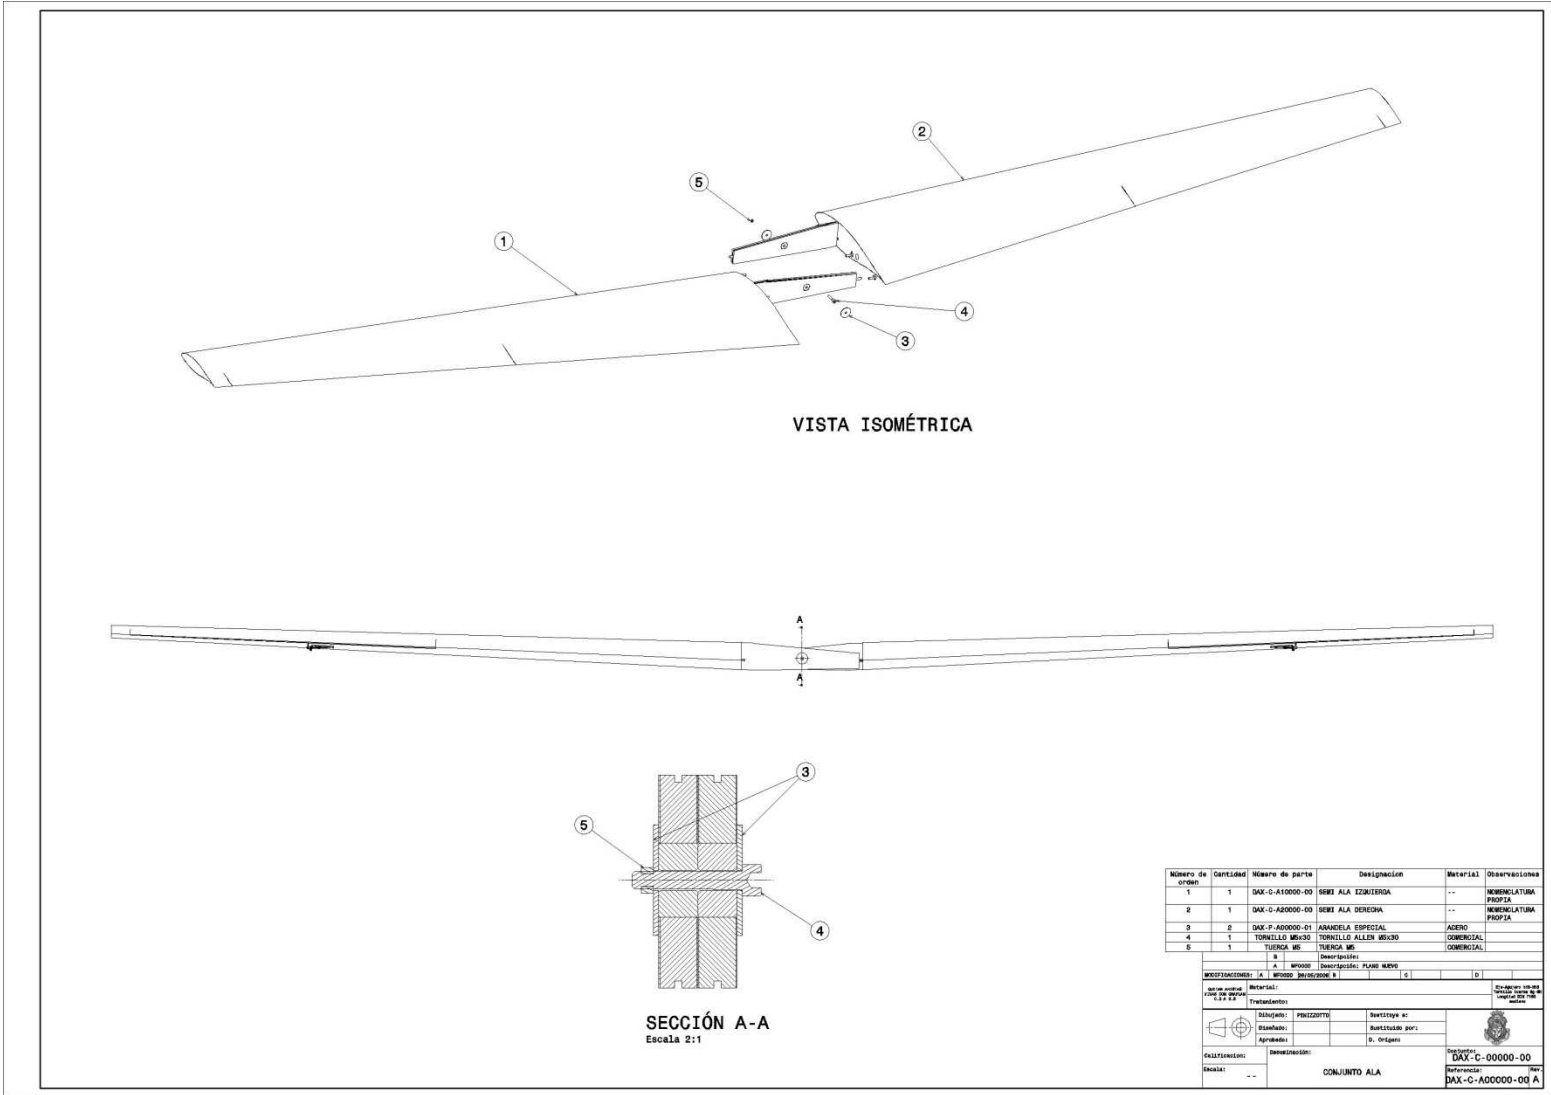 2
5
1
4
3
VISTA ISOMÉTRICA
A
A
3
5
4
SECCIÓN A-A
Escala 2:1
Número de orden Cantidad Número de parte Designacion Material Observaciones
1 1 DAX-C-A10000-00 SEMI ALA IZQUIERDA -- NOMENCLATURA PROPIA
2 1 DAX-C-A20000-00 SEMI ALA DERECHA -- NOMENCLATURA PROPIA
3 2 DAX-P-A00000-01 ARANDELA ESPECIAL ACERO
4 1 TORNILLO M5x30 TORNILLO ALLEN M5x30 COMERCIAL
5 1 TUERCA M5 TUERCA M5 COMERCIAL
B Descripción:
A MF0000 Descripción: PLANO NUEVO
MODIFICACIONES: A MF0000 B C D
Material:
Tratamiento:
Dibujado: PENIZZOTTO Sustituye a:
Diseñado: Sustituido por:
Aprobado: D. Origen:
Calificacion: Denominación: Conjunto:
DAX-C-00000-00
Escala: -- CONJUNTO ALA Referencia: Rev.
DAX-C-A00000-00 A